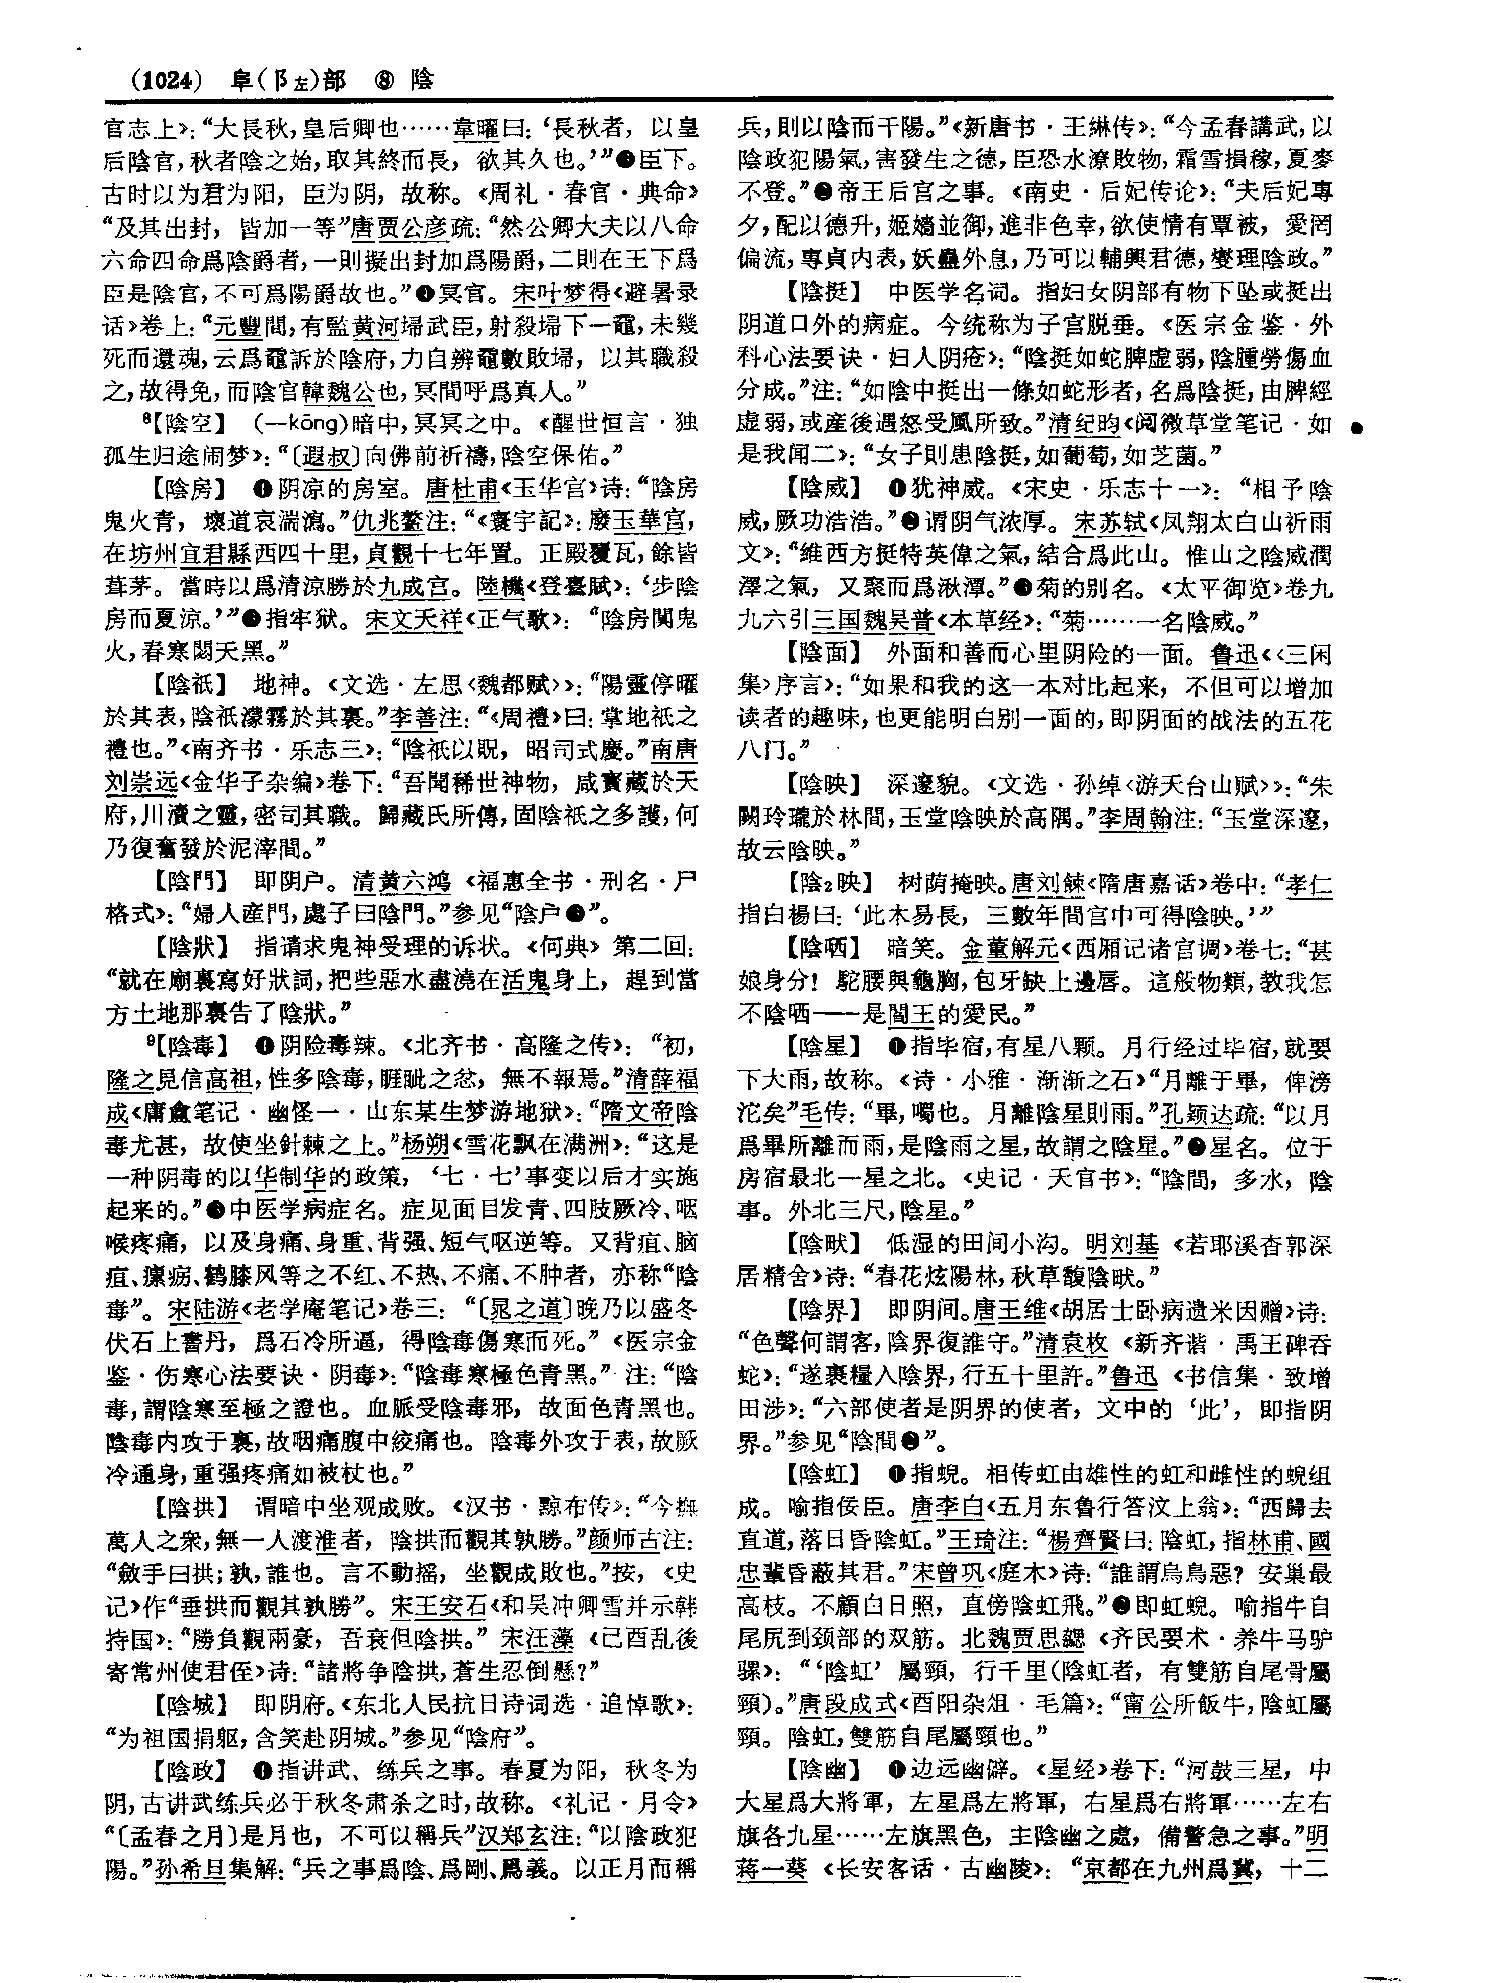 (1024) 阜(阝左)部 ⑧ 陰
官志上》：“大長秋，皇后卿也……韋曜曰：‘長秋者，以皇
后陰官，秋者陰之始，取其終而長，欲其久也。’”❸臣下。
古时以为君为阳，臣为阴，故称。《周礼·春官·典命》
“及其出封，皆加一等”唐贾公彦疏：“然公卿大夫以八命
六命四命爲陰爵者，一則擬出封加爲陽爵，二則在王下爲
臣是陰官，不可爲陽爵故也。”❹冥官。宋叶梦得《避暑录
话》卷上：“元豐間，有監黄河埽武臣，射殺埽下一黿，未幾
死而還魂，云爲黿訴於陰府，力自辨黿數敗埽，以其職殺
之，故得免，而陰官韓魏公也，冥間呼爲真人。”
⁸【陰空】 （—kōng）暗中，冥冥之中。《醒世恒言·独
孤生归途闹梦》：“〔遐叔〕向佛前祈禱，陰空保佑。”
【陰房】 ❶阴凉的房室。唐杜甫《玉华宫》诗：“陰房
鬼火青，壞道哀湍瀉。”仇兆鳌注：“《寰宇記》：廢玉華宫，
在坊州宜君縣西四十里，貞觀十七年置。正殿覆瓦，餘皆
葺茅。當時以爲清涼勝於九成宫。陸機《登臺賦》：‘步陰
房而夏涼。’”❷指牢狱。宋文天祥《正气歌》：“陰房闃鬼
火，春寒閟天黑。”
【陰祇】 地神。《文选·左思〈魏都赋〉》：“陽靈停曜
於其表，陰祇濛霧於其裏。”李善注：“《周禮》曰：掌地祇之
禮也。”《南齐书·乐志三》：“陰祇以貺，昭司式慶。”南唐
刘崇远《金华子杂编》卷下：“吾聞稀世神物，咸寶藏於天
府，川瀆之靈，密司其職。歸藏氏所傳，固陰祇之多護，何
乃復奮發於泥滓間。”
【陰門】 即阴户。清黄六鸿《福惠全书·刑名·尸
格式》：“婦人産門，處子曰陰門。”参见“陰户❷”。
【陰狀】 指请求鬼神受理的诉状。《何典》第二回：
“就在廟裏寫好狀詞，把些惡水盡澆在活鬼身上，趕到當
方土地那裏告了陰狀。”
⁹【陰毒】 ❶阴险毒辣。《北齐书·高隆之传》：“初，
隆之見信高祖，性多陰毒，睚眦之忿，無不報焉。”清薛福
成《庸盦笔记·幽怪一·山东某生梦游地狱》：“隋文帝陰
毒尤甚，故使坐針棘之上。”杨朔《雪花飘在满洲》：“这是
一种阴毒的以华制华的政策，‘七·七’事变以后才实施
起来的。”❷中医学病症名。症见面目发青、四肢厥冷、咽
喉疼痛，以及身痛、身重、背强、短气呕逆等。又背疽、脑
疽、瘰疬、鹤膝风等之不红、不热、不痛、不肿者，亦称“陰
毒”。宋陆游《老学庵笔记》卷三：“〔晁之道〕晚乃以盛冬
伏石上書丹，爲石冷所逼，得陰毒傷寒而死。”《医宗金
鉴·伤寒心法要诀·阴毒》：“陰毒寒極色青黑。”注：“陰
毒，謂陰寒至極之證也。血脈受陰毒邪，故面色青黑也。
陰毒内攻于裏，故咽痛腹中絞痛也。陰毒外攻于表，故厥
冷通身，重强疼痛如被杖也。”
【陰拱】 谓暗中坐观成败。《汉书·黥布传》：“今撫
萬人之衆，無一人渡淮者，陰拱而觀其孰勝。”颜师古注：
“斂手曰拱；孰，誰也。言不動摇，坐觀成敗也。”按，《史
记》作“垂拱而觀其孰勝”。宋王安石《和吴冲卿雪并示韩
持国》：“勝負觀兩豪，吾衰但陰拱。”宋汪藻《己酉乱後
寄常州使君侄》诗：“諸將争陰拱，蒼生忍倒懸？”
【陰城】 即阴府。《东北人民抗日诗词选·追悼歌》：
“为祖国捐躯，含笑赴阴城。”参见“陰府”。
【陰政】 ❶指讲武、练兵之事。春夏为阳，秋冬为
阴，古讲武练兵必于秋冬肃杀之时，故称。《礼记·月令》
“〔孟春之月〕是月也，不可以稱兵”汉郑玄注：“以陰政犯
陽。”孙希旦集解：“兵之事爲陰、爲剛、爲義。以正月而稱
兵，則以陰而干陽。”《新唐书·王綝传》：“今孟春講武，以
陰政犯陽氣，害發生之德，臣恐水潦敗物，霜雪損稼，夏麥
不登。”❷帝王后宫之事。《南史·后妃传论》：“夫后妃專
夕，配以德升，姬嬙並御，進非色幸，欲使情有覃被，愛罔
偏流，專貞内表，妖蠱外息，乃可以輔興君德，燮理陰政。”
【陰挺】 中医学名词。指妇女阴部有物下坠或挺出
阴道口外的病症。今统称为子宫脱垂。《医宗金鉴·外
科心法要诀·妇人阴疮》：“陰挺如蛇脾虚弱，陰腫勞傷血
分成。”注：“如陰中挺出一條如蛇形者，名爲陰挺，由脾經
虚弱，或産後遇怒受風所致。”清纪昀《阅微草堂笔记·如
是我闻二》：“女子則患陰挺，如葡萄，如芝菌。”
【陰威】 ❶犹神威。《宋史·乐志十一》：“相予陰
威，厥功浩浩。”❷谓阴气浓厚。宋苏轼《凤翔太白山祈雨
文》：“維西方挺特英偉之氣，結合爲此山。惟山之陰威潤
澤之氣，又聚而爲湫潭。”❸菊的别名。《太平御览》卷九
九六引三国魏吴普《本草经》：“菊……一名陰威。”
【陰面】 外面和善而心里阴险的一面。鲁迅《〈三闲
集〉序言》：“如果和我的这一本对比起来，不但可以增加
读者的趣味，也更能明白别一面的，即阴面的战法的五花
八门。”
【陰映】 深邃貌。《文选·孙绰〈游天台山赋〉》：“朱
闕玲瓏於林間，玉堂陰映於高隅。”李周翰注：“玉堂深邃，
故云陰映。”
【陰₂映】 树荫掩映。唐刘餗《隋唐嘉话》卷中：“孝仁
指白楊曰：‘此木易長，三數年間宫中可得陰映。’”
【陰哂】 暗笑。金董解元《西厢记诸宫调》卷七：“甚
娘身分！駝腰與龜胸，包牙缺上邊唇。這般物類，教我怎
不陰哂——是閻王的愛民。”
【陰星】 ❶指毕宿，有星八颗。月行经过毕宿，就要
下大雨，故称。《诗·小雅·渐渐之石》“月離于畢，俾滂
沱矣”毛传：“畢，噣也。月離陰星則雨。”孔颖达疏：“以月
爲畢所離而雨，是陰雨之星，故謂之陰星。”❷星名。位于
房宿最北一星之北。《史记·天官书》：“陰間，多水，陰
事。外北三尺，陰星。”
【陰畎】 低湿的田间小沟。明刘基《若耶溪杳郭深
居精舍》诗：“春花炫陽林，秋草馥陰畎。”
【陰界】 即阴间。唐王维《胡居士卧病遗米因赠》诗：
“色聲何謂客，陰界復誰守。”清袁枚《新齐谐·禹王碑吞
蛇》：“遂裹糧入陰界，行五十里許。”鲁迅《书信集·致增
田涉》：“六部使者是阴界的使者，文中的‘此’，即指阴
界。”参见“陰間❷”。
【陰虹】 ❶指蜺。相传虹由雄性的虹和雌性的蜺组
成。喻指佞臣。唐李白《五月东鲁行答汶上翁》：“西歸去
直道，落日昏陰虹。”王琦注：“楊齊賢曰：陰虹，指林甫、國
忠輩昏蔽其君。”宋曾巩《庭木》诗：“誰謂烏鳥惡？安巢最
高枝。不顧白日照，直傍陰虹飛。”❷即虹蜺。喻指牛自
尾尻到颈部的双筋。北魏贾思勰《齐民要术·养牛马驴
骡》：“‘陰虹’屬頸，行千里（陰虹者，有雙筋自尾骨屬
頸）。”唐段成式《酉阳杂俎·毛篇》：“甯公所飯牛，陰虹屬
頸。陰虹，雙筋自尾屬頸也。”
【陰幽】 ❶边远幽僻。《星经》卷下：“河鼓三星，中
大星爲大將軍，左星爲左將軍，右星爲右將軍……左右
旗各九星……左旗黑色，主陰幽之處，備警急之事。”明
蒋一葵《长安客话·古幽陵》：“京都在九州爲冀，十二